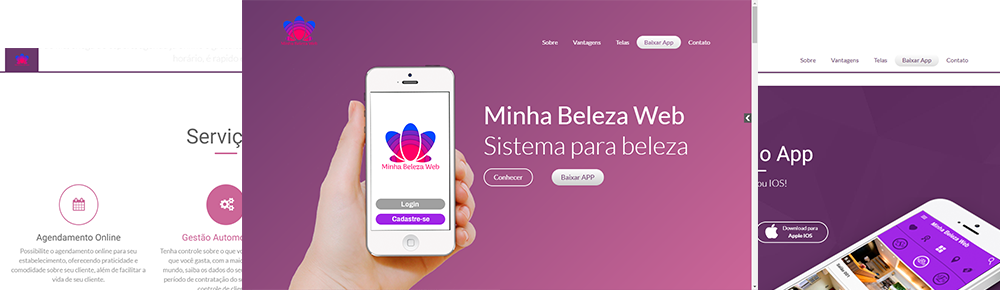 horário, é rápido
Serviç
Agendamento Online
Possibilite o agendamento online para seu
estabelecimento, oferecendo praticidade e
comodidade sobre seu cliente, além de facilitar a
vida de seu cliente.
Gestão Automo
Tenha controle sobre o que va
que você gasta, com a mai
mundo, saiba os dados do se
período de contratação do s
controle de clie
Sobre
Vantagens
Telas
Baixar App
Contato
Minha Beleza Web
Login
Cadastre-se
Minha Beleza Web
Sistema para beleza
Conhecer
Baixar APP
Sobre
Vantagens
Telas
Baixar App
Contato
o App
ou IOS!
Download para
Apple IOS
Minha Beleza Web